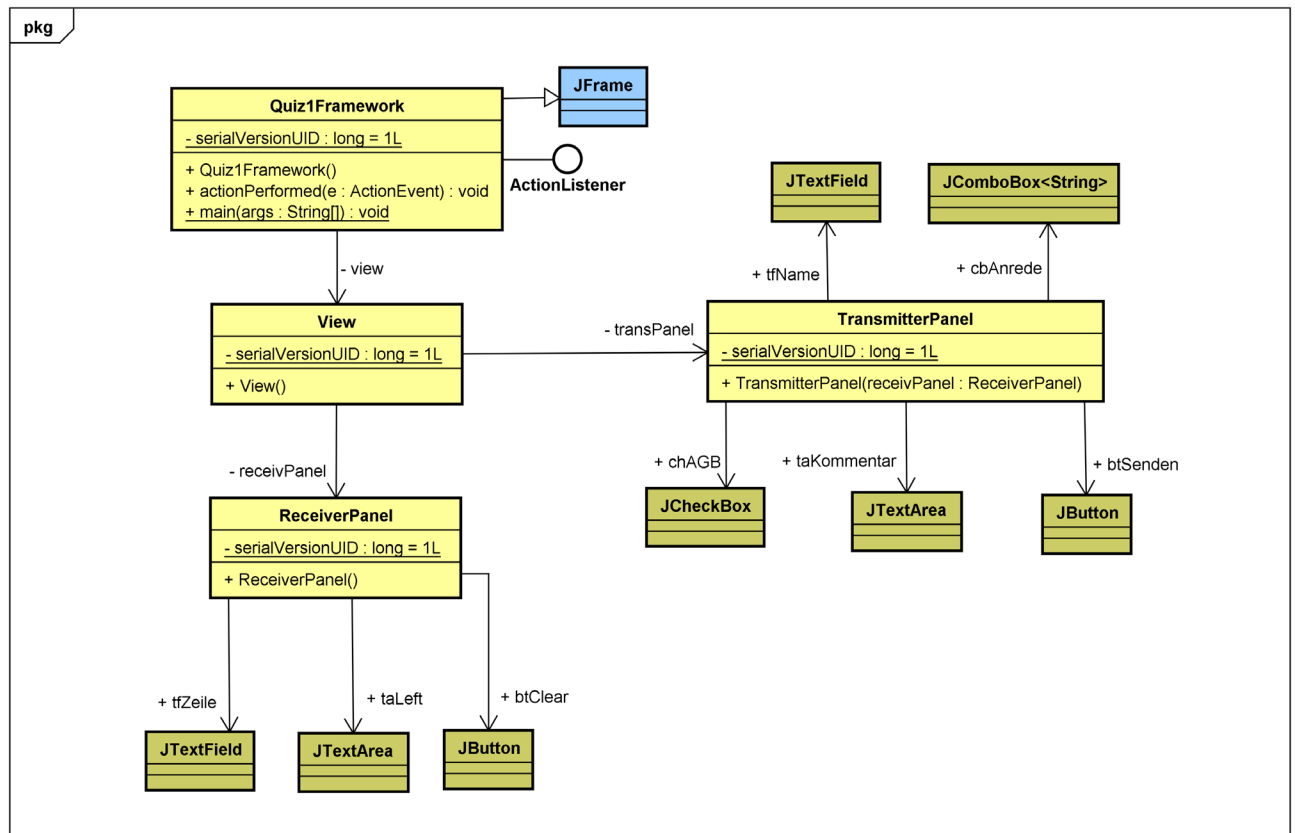 pkg
JFrame
Quiz1Framework
- serialVersionUID : long = 1L
+ Quiz1Framework()
+ actionPerformed(e : ActionEvent) : void
+ main(args : String[]) : void
ActionListener
JTextField
JComboBox<String>
- view
+ tfName
+ cbAnrede
View
- serialVersionUID : long = 1L
+ View()
- transPanel
TransmitterPanel
- serialVersionUID : long = 1L
+ TransmitterPanel(receivPanel : ReceiverPanel)
- receivPanel
+ chAGB
+ taKommentar
+ btSenden
JCheckBox
JTextArea
JButton
ReceiverPanel
- serialVersionUID : long = 1L
+ ReceiverPanel()
+ tfZeile
+ taLeft
+ btClear
JTextField
JTextArea
JButton